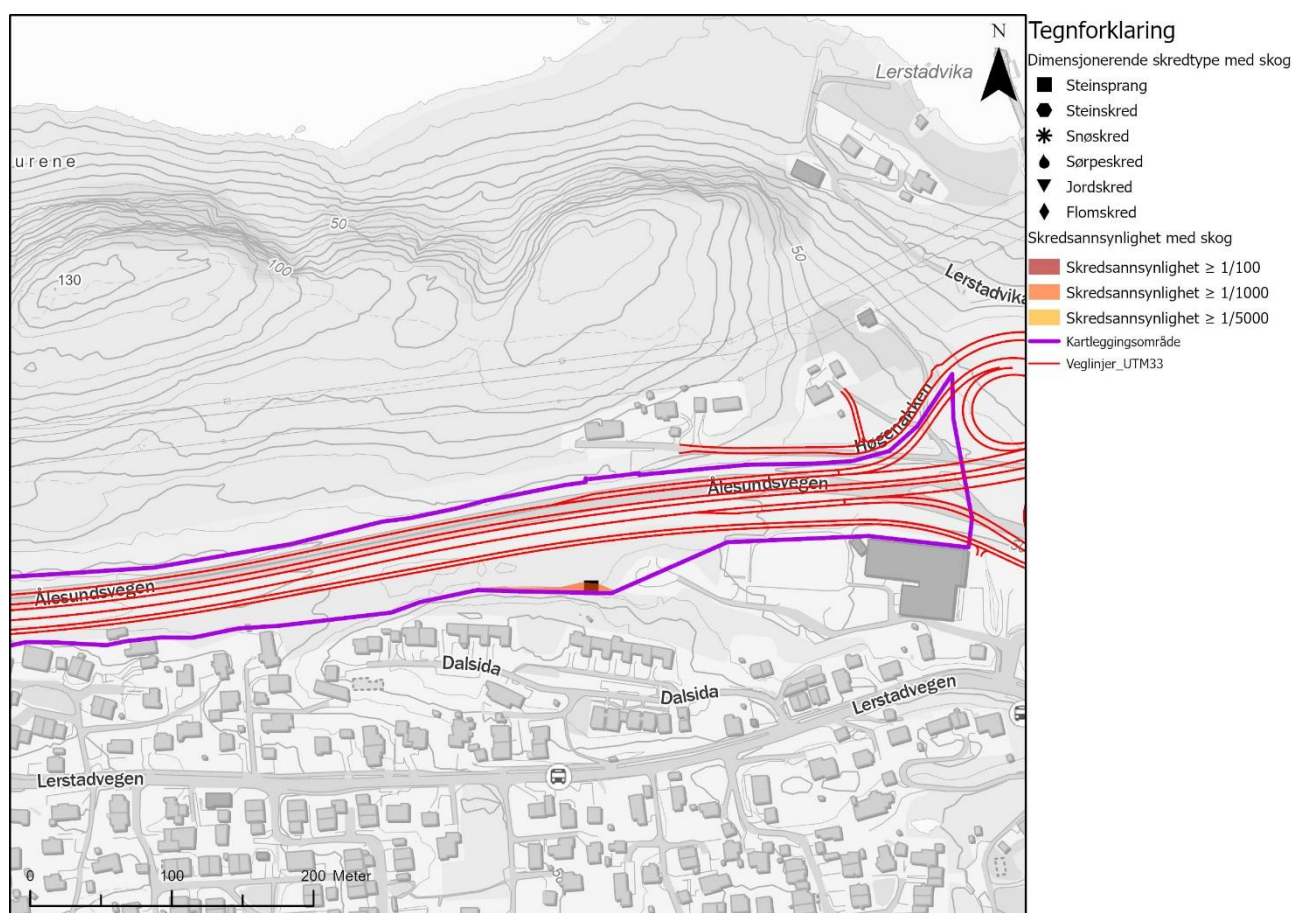 N
Lerstadvika
urene
50
100
130
50
Lerstadvika
Høgenakken
Ålesundsvegen
Ålesundsvegen
50
Dalsida
Dalsida
Lerstadvegen
Lerstadvegen
50
0 100 200 Meter
Tegnforklaring
Dimensjonerende skredtype med skog
Steinsprang
Steinskred
Snøskred
Sørpeskred
Jordskred
Flomskred
Skredsannsynlighet med skog
Skredsannsynlighet ≥ 1/100
Skredsannsynlighet ≥ 1/1000
Skredsannsynlighet ≥ 1/5000
Kartleggingsområde
Veglinjer_UTM33